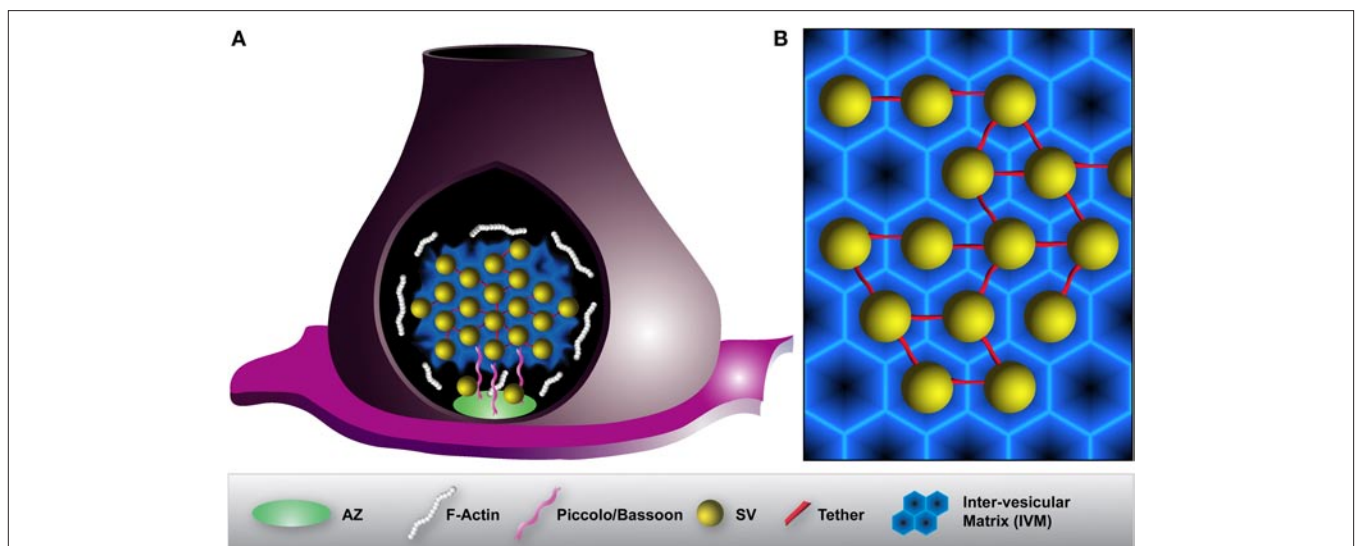 A
B
AZ
F-Actin
Piccolo/Bassoon
SV
Tether
Inter-vesicular
Matrix (IVM)